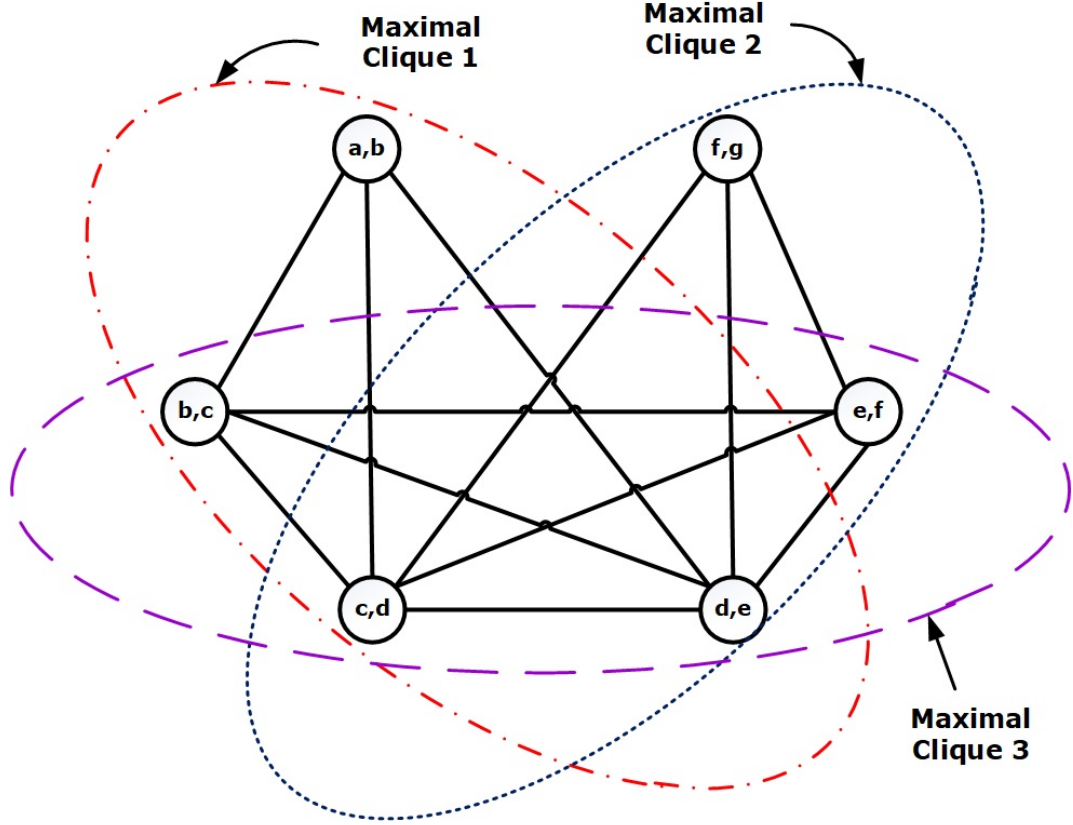 Maximal
Clique 1
Maximal
Clique 2
a,b
f,g
b,c
e,f
c,d
d,e
Maximal
Clique 3